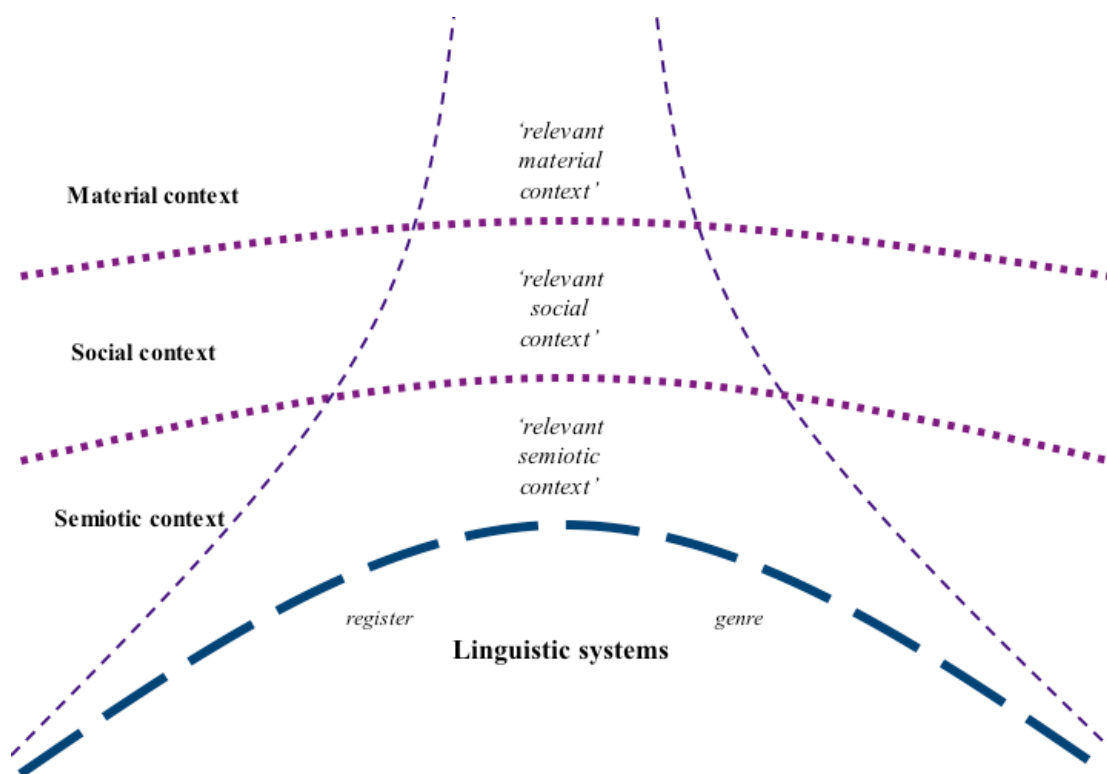 ‘relevant
material
context’
Material context
‘relevant
social
context’
Social context
‘relevant
semiotic
context’
Semiotic context
register
genre
Linguistic systems